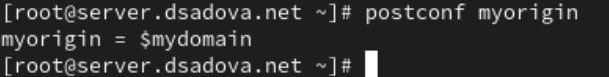 [root@server.dsadova.net ~]# postconf myorigin
myorigin = $mydomain
[root@server.dsadova.net ~]#